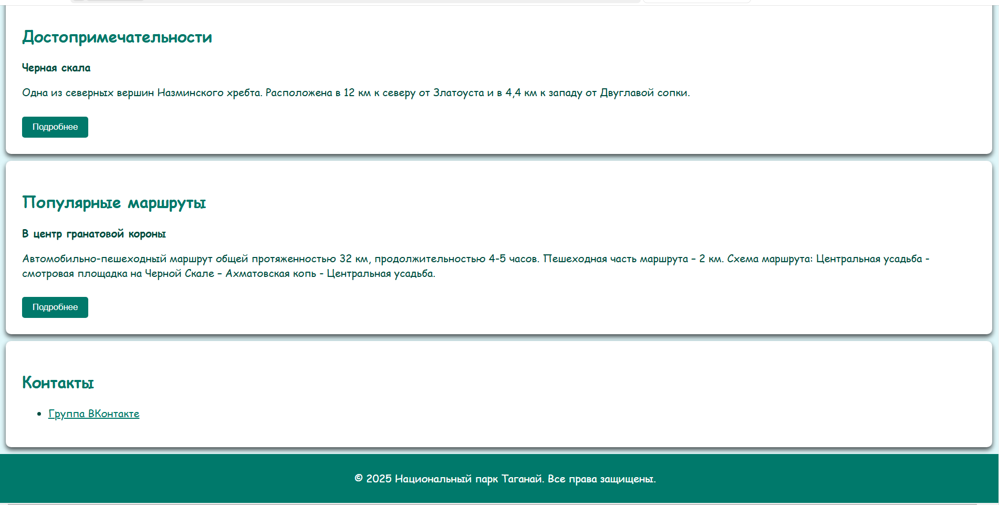 Достопримечательности
Черная скала
Одна из северных вершин Назминского хребта. Расположена в 12 км к северу от Златоуста и в 4,4 км к западу от Двуглавой сопки.
Подробнее
Популярные маршруты
В центр гранатовой короны
Автомобильно-пешеходный маршрут общей протяженностью 32 км, продолжительностью 4-5 часов. Пешеходная часть маршрута – 2 км. Схема маршрута: Центральная усадьба -
смотровая площадка на Черной Скале – Ахматовская копь - Центральная усадьба.
Подробнее
Контакты
• Группа ВКонтакте
© 2025 Национальный парк Таганай. Все права защищены.